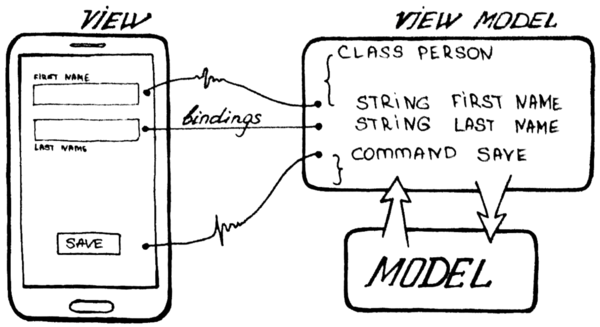 VIEW
FIRST NAME
LAST NAME
SAVE
bindings
VIEW MODEL
CLASS PERSON
STRING FIRST NAME
STRING LAST NAME
COMMAND SAVE
MODEL